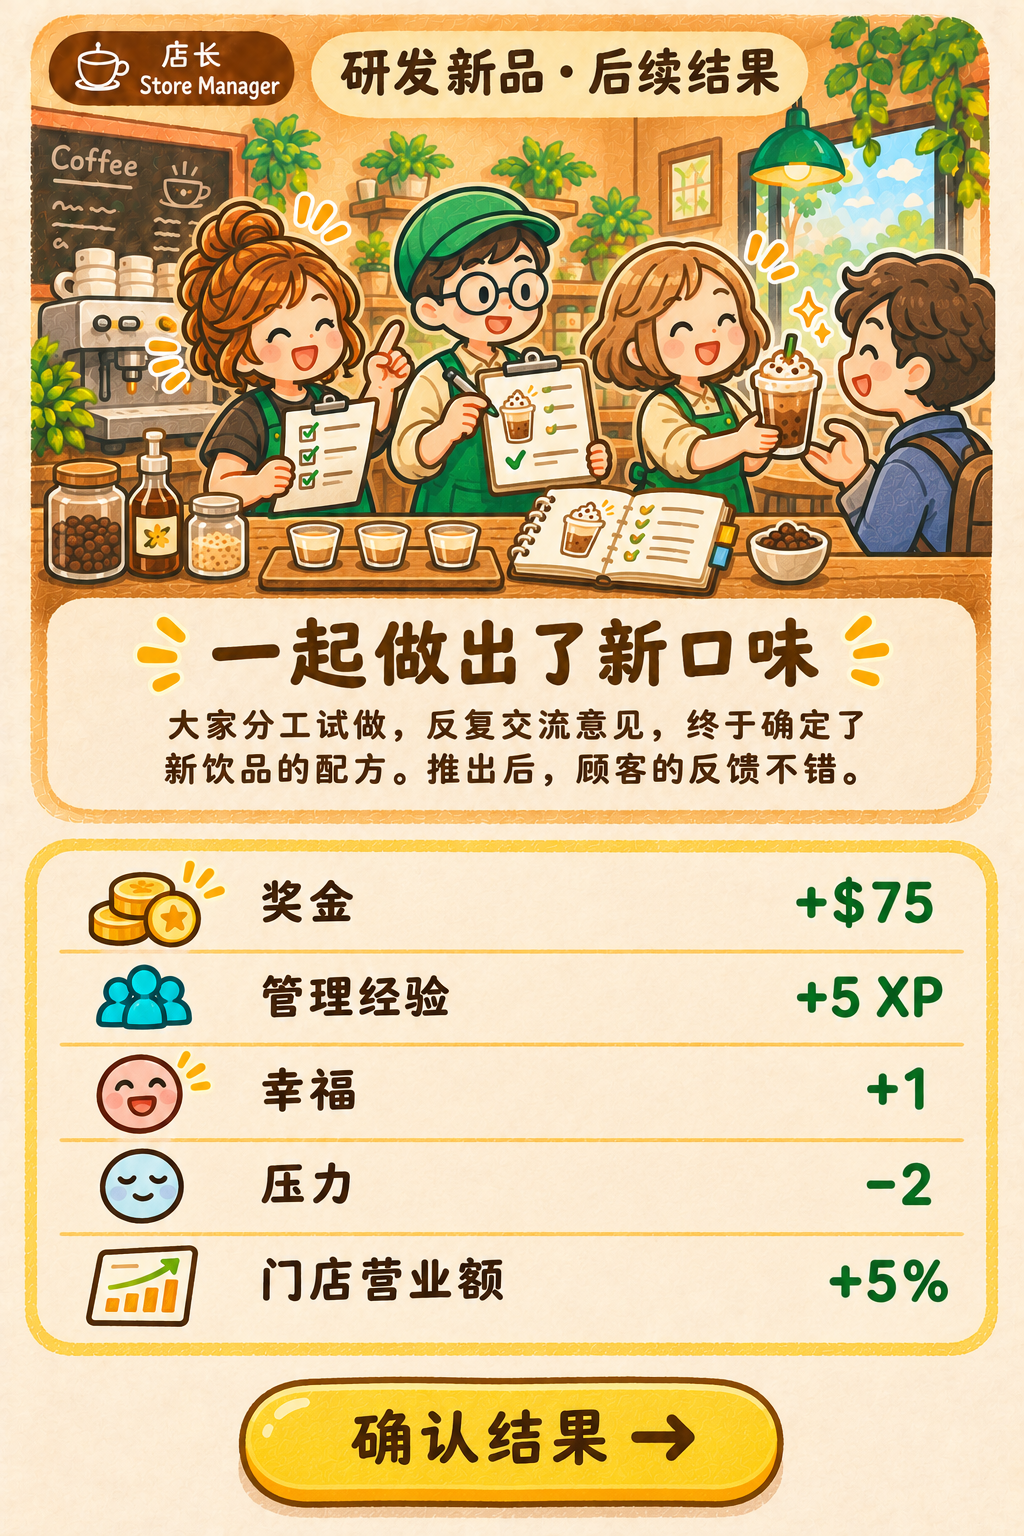 店长
Store Manager
研发新品·后续结果
Coffee
一起做出了新口味
大家分工试做，反复交流意见，终于确定了
新饮品的配方。推出后，顾客的反馈不错。
奖金 +$75
管理经验 +5 XP
幸福 +1
压力 -2
门店营业额 +5%
确认结果 →